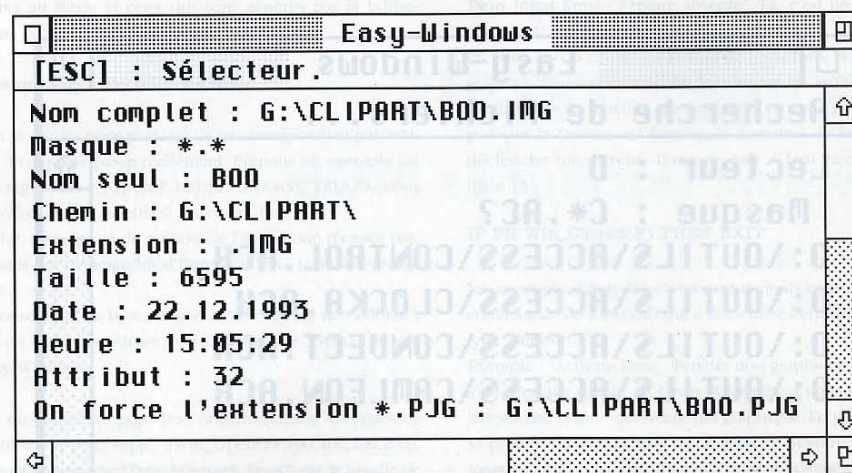 Easy-Windows
[ESC] : Sélecteur.
Nom complet : G:\CLIPART\BOO.IMG
Masque : *.*
Nom seul : BOO
Chemin : G:\CLIPART\
Extension : IMG
Taille : 6595
Date : 22.12.1993
Heure : 15:05:29
Attribut : 32
On force l'extension *.PJG : G:\CLIPART\BOO.PJG